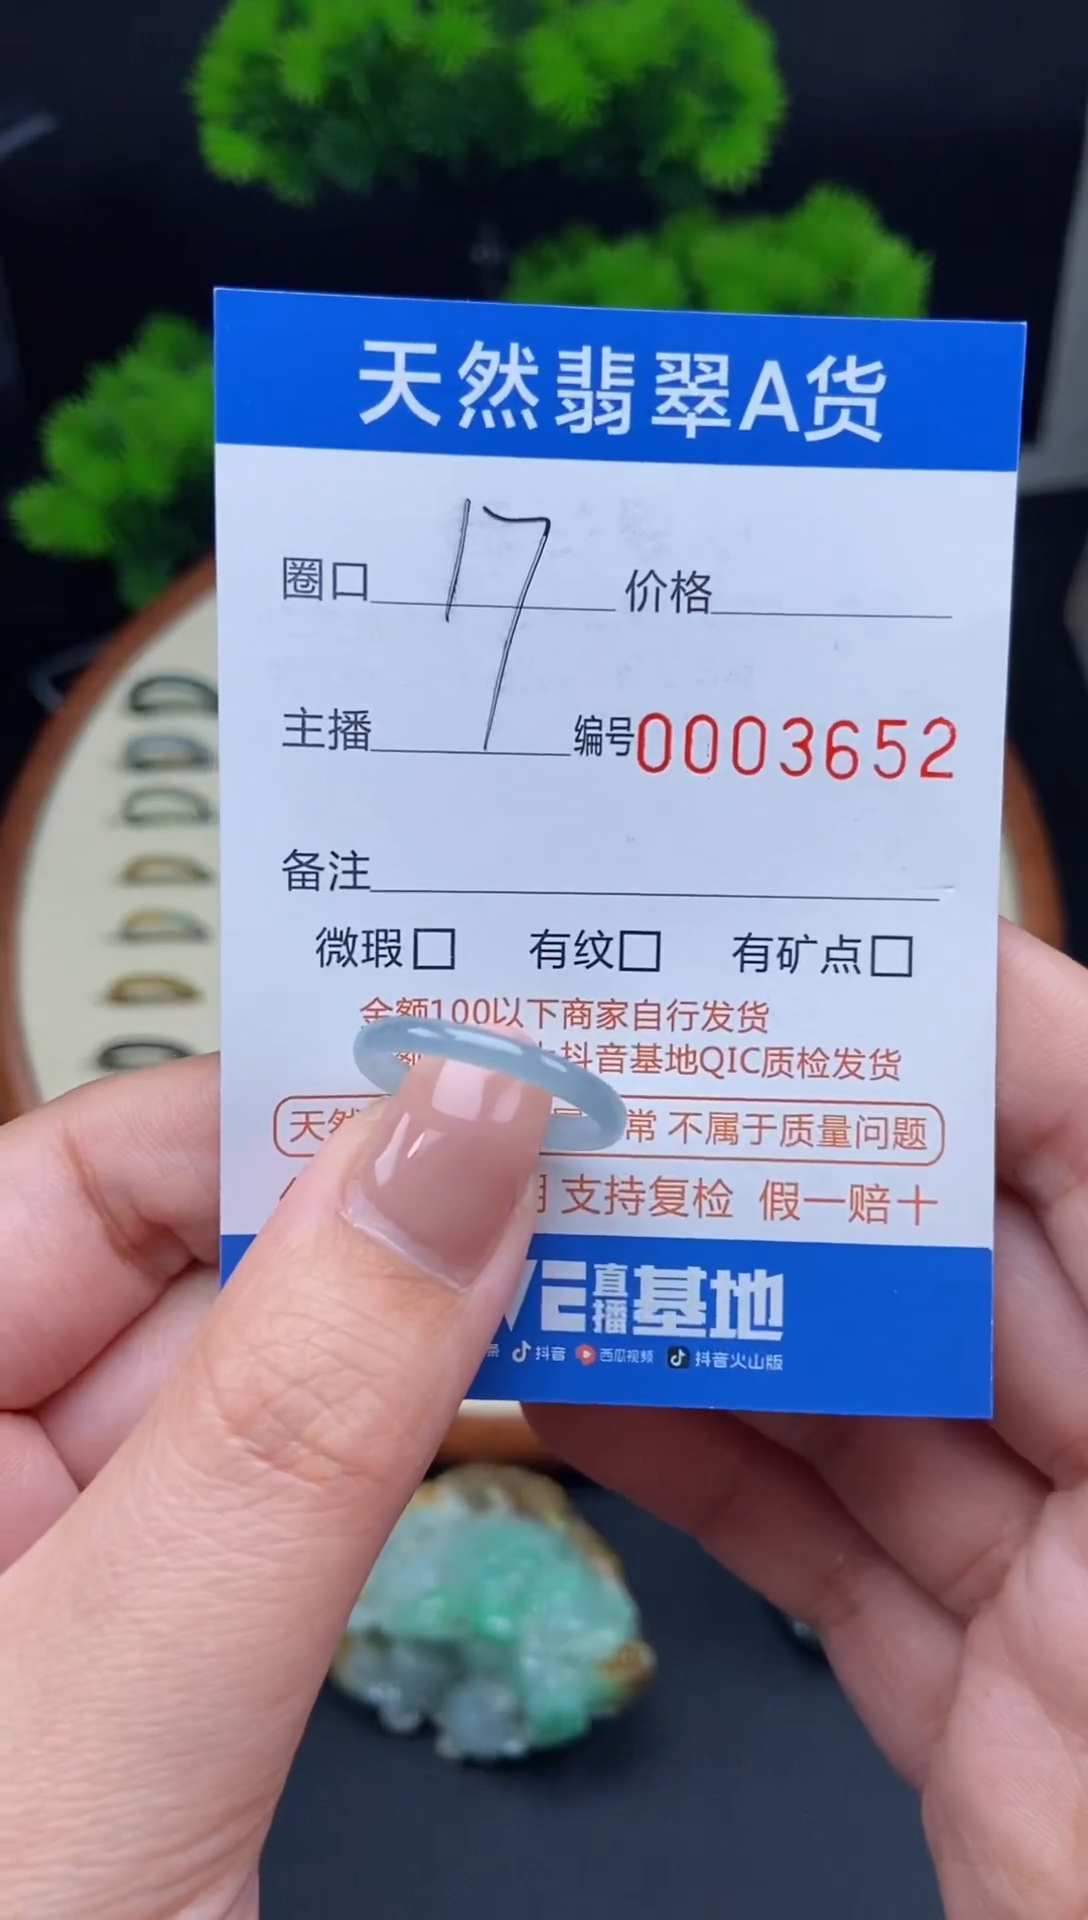 天然翡翠A货
圈口 17 价格
主播 编号0003652
备注
微瑕□ 有纹□ 有矿点□
金额100以下商家自行发货
抖音基地QIC质检发货
天然 常 不属于质量问题
支持复检 假一赔十
直播基地
抖音 西瓜视频 抖音火山版